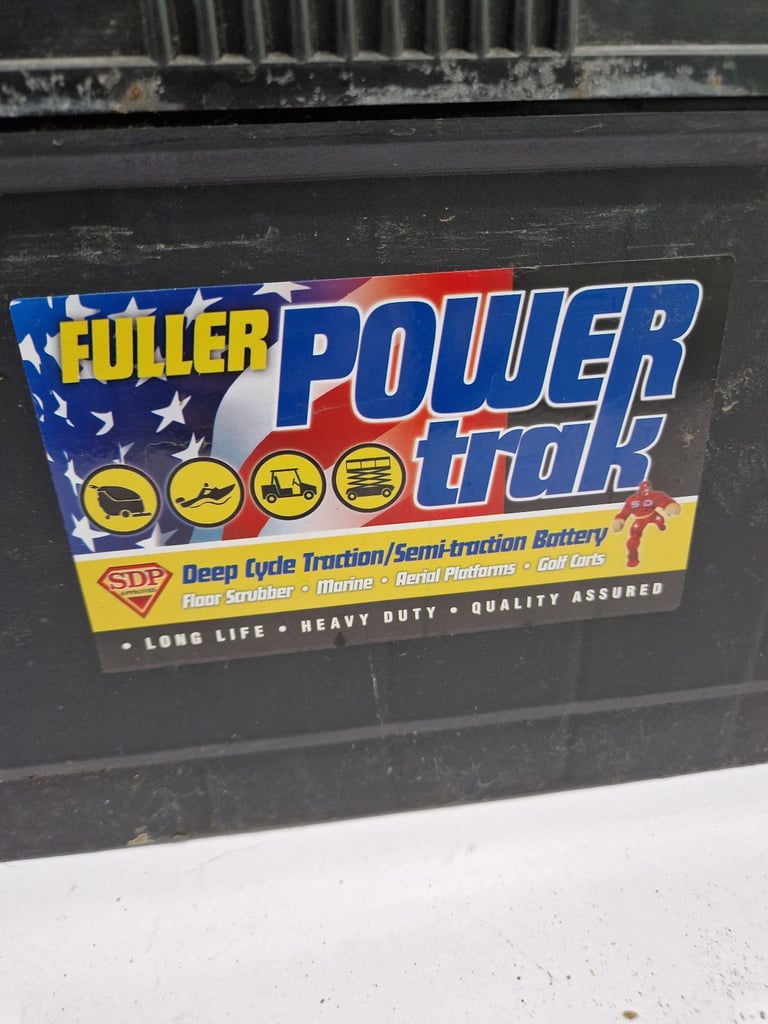 FULLER
POWER
trak
SDP
APPROVED
Deep Cycle Traction/Semi-traction Battery
Floor Scrubber • Marine • Aerial Platforms • Golf Carts
• LONG LIFE • HEAVY DUTY • QUALITY ASSURED